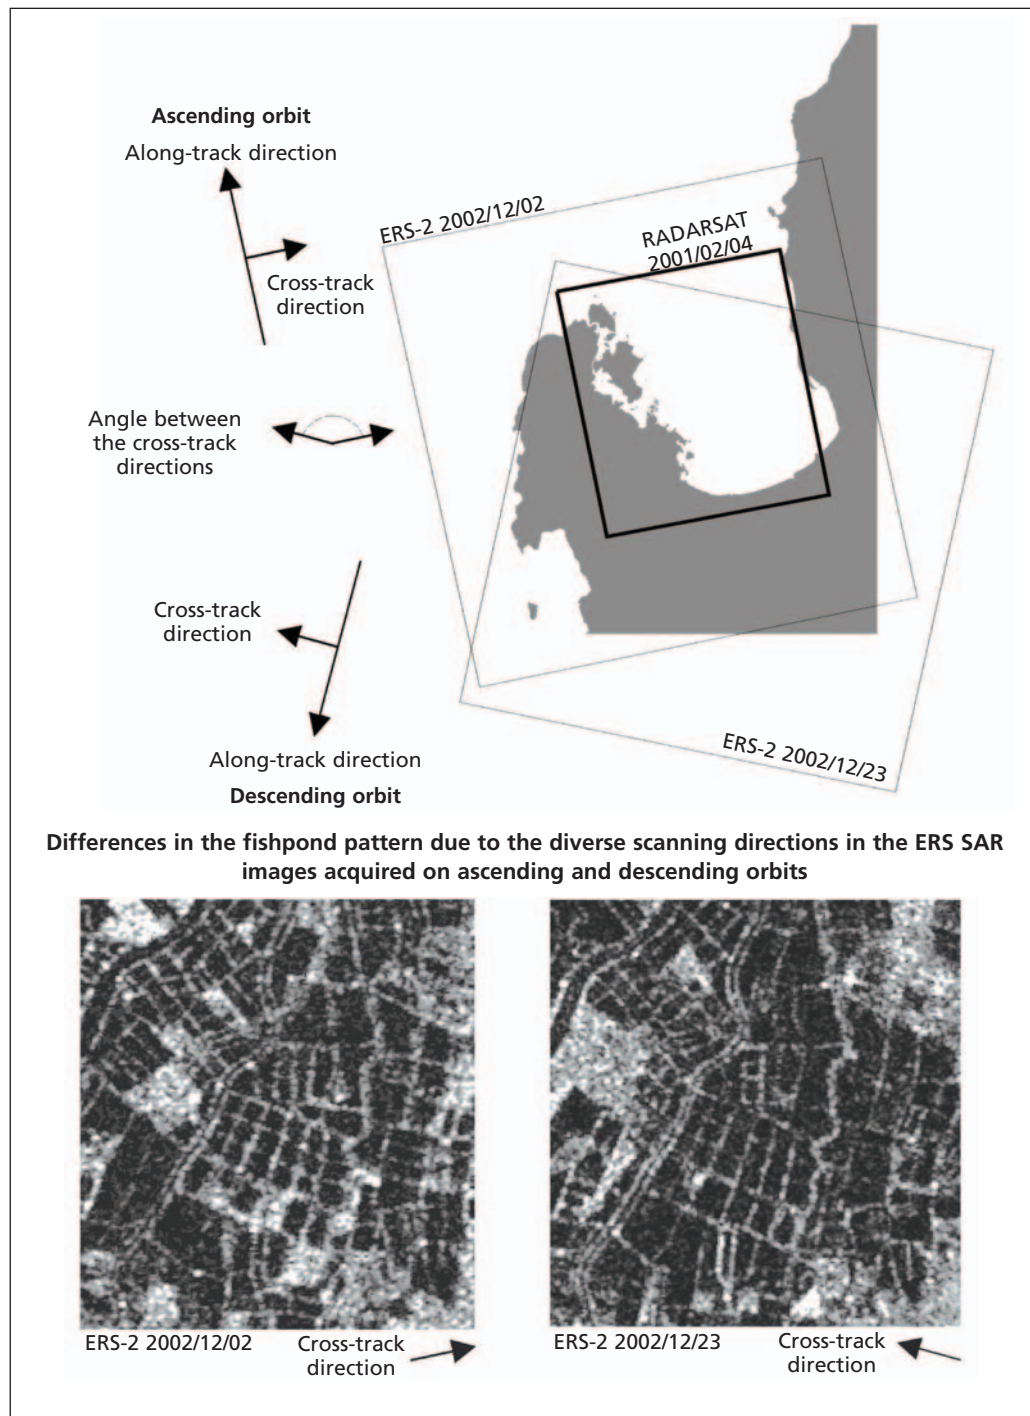 Ascending orbit
Along-track direction
Cross-track
direction
ERS-2 2002/12/02
RADARSAT
2001/02/04
Angle between
the cross-track
directions
Cross-track
direction
Along-track direction
Descending orbit
ERS-2 2002/12/23
Differences in the fishpond pattern due to the diverse scanning directions in the ERS SAR
images acquired on ascending and descending orbits
ERS-2 2002/12/02
Cross-track
direction
ERS-2 2002/12/23
Cross-track
direction